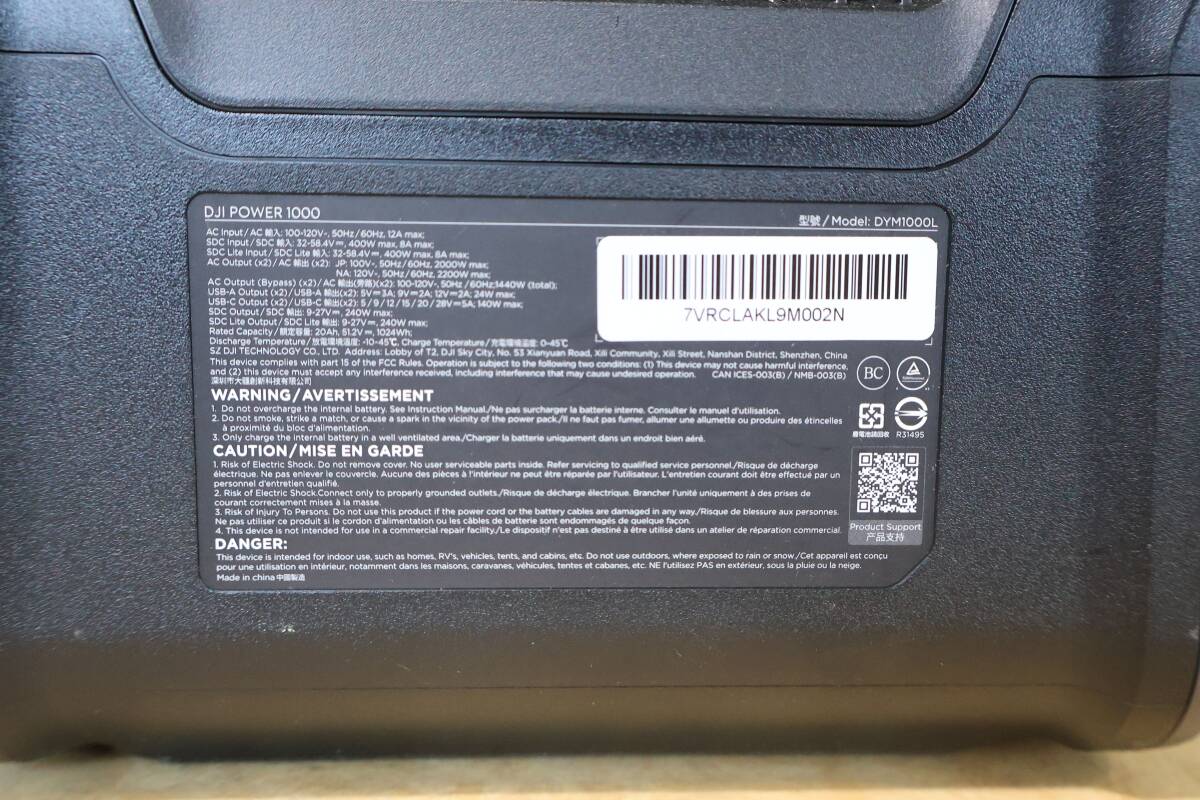 DJI POWER 1000
型號 / Model: DYM1000L
AC Input / AC 輸入: 100-120V~, 50Hz / 60Hz, 12A max;
SDC Input / SDC 輸入: 32-58.4V⎓, 400W max, 8A max;
SDC Lite Input / SDC Lite 輸入: 32-58.4V⎓, 400W max, 8A max;
AC Output (x2) / AC 輸出 (x2): JP: 100V~, 50Hz / 60Hz, 2000W max;
NA: 120V~, 50Hz / 60Hz, 2200W max;
AC Output (Bypass) (x2) / AC 輸出(旁路)(x2): 100-120V~, 50Hz / 60Hz;1440W (total);
USB-A Output (x2) / USB-A 輸出(x2): 5V⎓3A; 9V⎓2A; 12V⎓2A; 24W max;
USB-C Output (x2) / USB-C 輸出(x2): 5 / 9 / 12 / 15 / 20 / 28V⎓5A; 140W max;
SDC Output / SDC 輸出: 9-27V⎓, 240W max;
SDC Lite Output / SDC Lite 輸出: 9-27V⎓, 240W max;
Rated Capacity / 額定容量: 20Ah, 51.2V⎓, 1024Wh;
Discharge Temperature / 放電環境溫度: -10-45℃, Charge Temperature / 充電環境溫度: 0-45℃
7VRCLAKL9M002N
SZ DJI TECHNOLOGY CO., LTD. Address: Lobby of T2, DJI Sky City, No. 53 Xianyuan Road, Xili Community, Xili Street, Nanshan District, Shenzhen, China
This device complies with part 15 of the FCC Rules. Operation is subject to the following two conditions: (1) This device may not cause harmful interference,
and (2) this device must accept any interference received, including interference that may cause undesired operation. CAN ICES-003(B) / NMB-003(B)
深圳市大疆創新科技有限公司
BC
WARNING / AVERTISSEMENT
1. Do not overcharge the internal battery. See Instruction Manual./Ne pas surcharger la batterie interne. Consulter le manuel d'utilisation.
2. Do not smoke, strike a match, or cause a spark in the vicinity of the power pack./Il ne faut pas fumer, allumer une allumette ou produire des étincelles
à proximité du bloc d'alimentation.
3. Only charge the internal battery in a well ventilated area./Charger la batterie uniquement dans un endroit bien aéré.
廢電池請回收
R31495
CAUTION / MISE EN GARDE
1. Risk of Electric Shock. Do not remove cover. No user serviceable parts inside. Refer servicing to qualified service personnel./Risque de décharge
électrique. Ne pas enlever le couvercle. Aucune des pièces à l'intérieur ne peut être réparée par l'utilisateur. L'entretien courant doit être effectué par un
personnel d'entretien qualifié.
2. Risk of Electric Shock.Connect only to properly grounded outlets./Risque de décharge électrique. Brancher l'unité uniquement à des prises de
courant correctement mises à la masse.
3. Risk of Injury To Persons. Do not use this product if the power cord or the battery cables are damaged in any way./Risque de blessure aux personnes.
Ne pas utiliser ce produit si le cordon d'alimentation ou les câbles de batterie sont endommagés de quelque façon.
4. This device is not intended for use in a commercial repair facility./Le dispositif n'est pas destiné à être utilisé dans un atelier de réparation commercial.
Product Support
产品支持
DANGER:
This device is intended for indoor use, such as homes, RV's, vehicles, tents, and cabins, etc. Do not use outdoors, where exposed to rain or snow./Cet appareil est conçu
pour une utilisation en intérieur, notamment dans les maisons, caravanes, véhicules, tentes et cabanes, etc. NE l'utilisez PAS en extérieur, sous la pluie ou la neige.
Made in china 中國製造